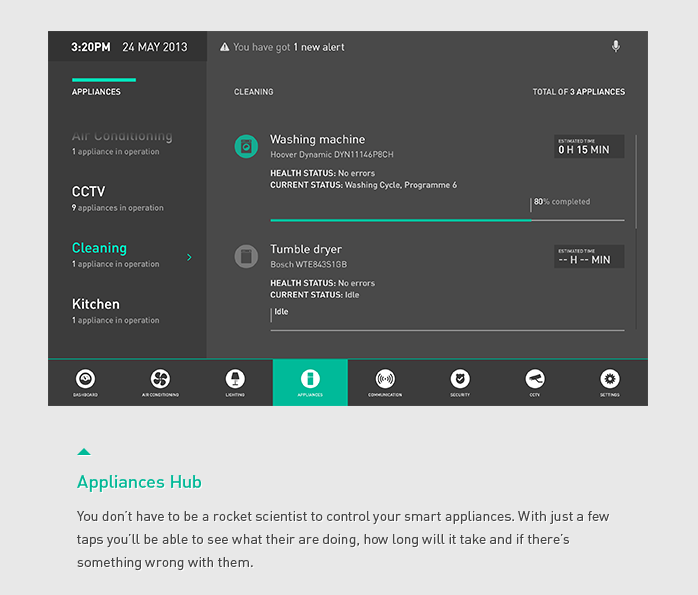 3:20PM 24 MAY 2013
You have got 1 new alert
APPLIANCES
CLEANING
TOTAL OF 3 APPLIANCES
Air Conditioning
1 appliance in operation
CCTV
9 appliances in operation
Cleaning
1 appliance in operation
Kitchen
1 appliance in operation
Washing machine
Hoover Dynamic DYN11146P8CH
HEALTH STATUS: No errors
CURRENT STATUS: Washing Cycle, Programme 6
ESTIMATED TIME
0 H 15 MIN
80% completed
Tumble dryer
Bosch WTE843S1GB
HEALTH STATUS: No errors
CURRENT STATUS: Idle
ESTIMATED TIME
-- H -- MIN
Idle
DASHBOARD
AIR CONDITIONING
LIGHTING
APPLIANCES
COMMUNICATION
SECURITY
CCTV
SETTINGS
Appliances Hub
You don't have to be a rocket scientist to control your smart appliances. With just a few
taps you'll be able to see what their are doing, how long will it take and if there's
something wrong with them.